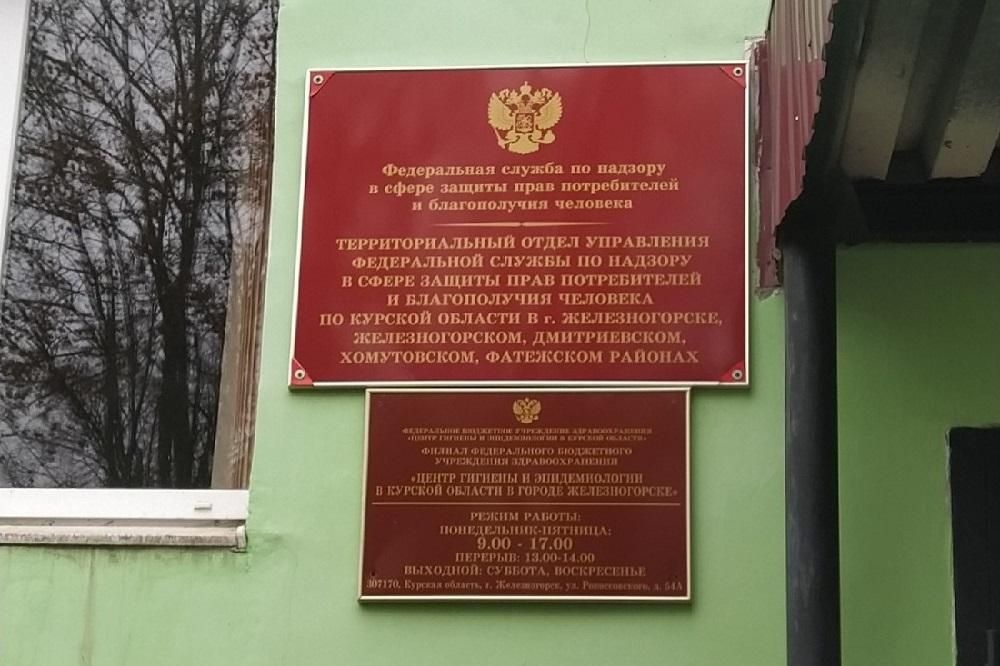 Федеральная служба по надзору
в сфере защиты прав потребителей
и благополучия человека
ТЕРРИТОРИАЛЬНЫЙ ОТДЕЛ УПРАВЛЕНИЯ
ФЕДЕРАЛЬНОЙ СЛУЖБЫ ПО НАДЗОРУ
В СФЕРЕ ЗАЩИТЫ ПРАВ ПОТРЕБИТЕЛЕЙ
И БЛАГОПОЛУЧИЯ ЧЕЛОВЕКА
ПО КУРСКОЙ ОБЛАСТИ В г. ЖЕЛЕЗНОГОРСКЕ,
ЖЕЛЕЗНОГОРСКОМ, ДМИТРИЕВСКОМ,
ХОМУТОВСКОМ, ФАТЕЖСКОМ РАЙОНАХ
ФЕДЕРАЛЬНОЕ БЮДЖЕТНОЕ УЧРЕЖДЕНИЕ ЗДРАВООХРАНЕНИЯ
«ЦЕНТР ГИГИЕНЫ И ЭПИДЕМИОЛОГИИ В КУРСКОЙ ОБЛАСТИ»
ФИЛИАЛ ФЕДЕРАЛЬНОГО БЮДЖЕТНОГО
УЧРЕЖДЕНИЯ ЗДРАВООХРАНЕНИЯ
«ЦЕНТР ГИГИЕНЫ И ЭПИДЕМИОЛОГИИ
В КУРСКОЙ ОБЛАСТИ В ГОРОДЕ ЖЕЛЕЗНОГОРСКЕ»
РЕЖИМ РАБОТЫ:
ПОНЕДЕЛЬНИК-ПЯТНИЦА:
9.00 - 17.00
ПЕРЕРЫВ: 13.00-14.00
ВЫХОДНОЙ: СУББОТА, ВОСКРЕСЕНЬЕ
307170, Курская область, г. Железногорск, ул. Рокоссовского, д. 54А